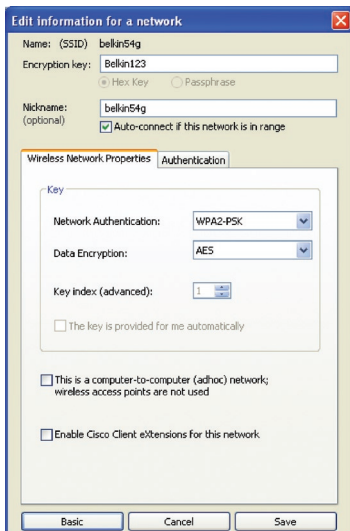 Edit information for a network
Name: (SSID) belkin54g
Encryption key: Belkin123
Hex Key Passphrase
Nickname: belkin54g
(optional)
Auto-connect if this network is in range
Wireless Network Properties Authentication
Key
Network Authentication: WPA2-PSK
Data Encryption: AES
Key index (advanced): 1
The key is provided for me automatically
This is a computer-to-computer (adhoc) network;
wireless access points are not used
Enable Cisco Client eXtensions for this network
Basic Cancel Save